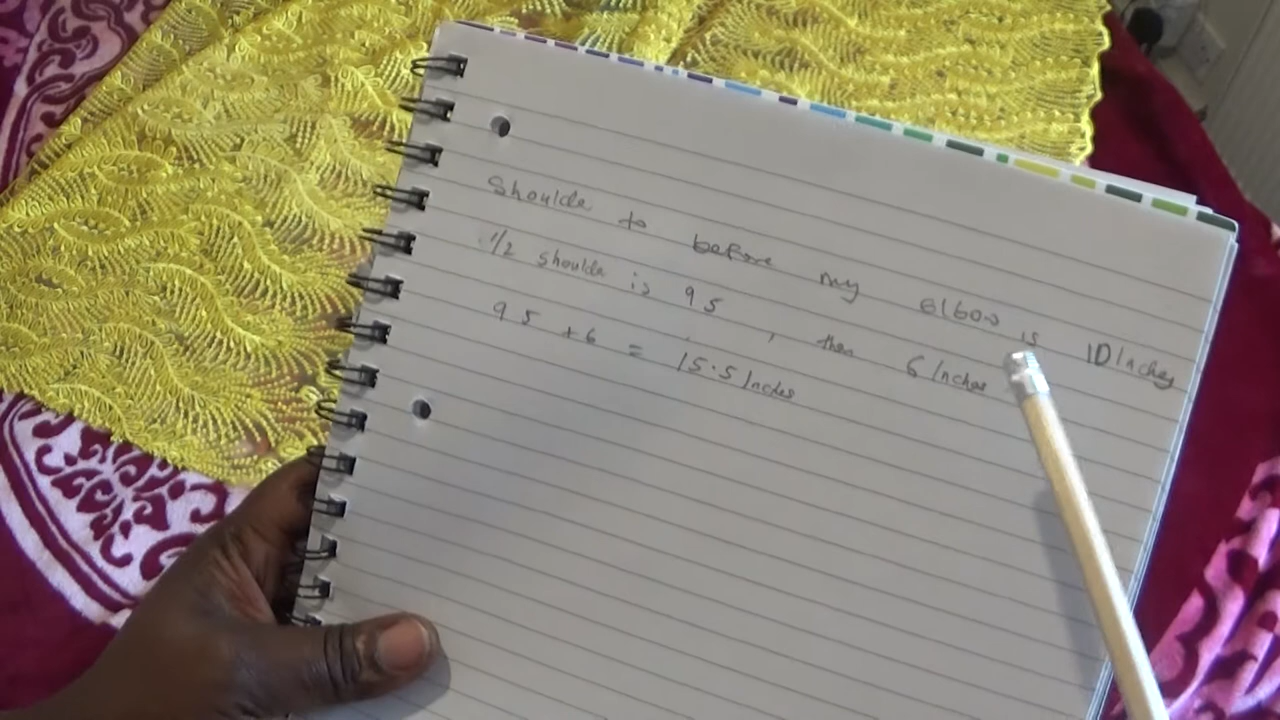 Shoulde to before my elbow is 10 Inches
1/2 shoulde is 9 5 , then 6 Inches
9 5 + 6 = 15.5 Inches